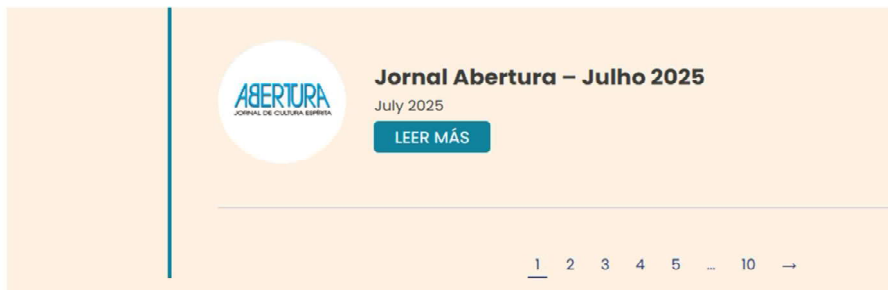 ABERTURA
JORNAL DE CULTURA ESPÍRITA
Jornal Abertura – Julho 2025
July 2025
LEER MÁS
1 2 3 4 5 ... 10 →